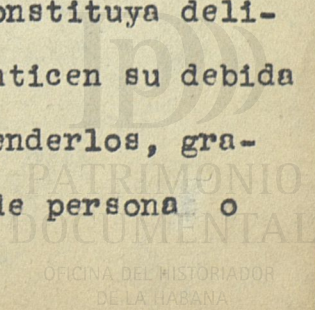 onstituya deli-
aticen su debida
enderlos, gra-
de persona o
PATRIMONIO
DOCUMENTAL
OFICINA DEL HISTORIADOR
DE LA HABANA